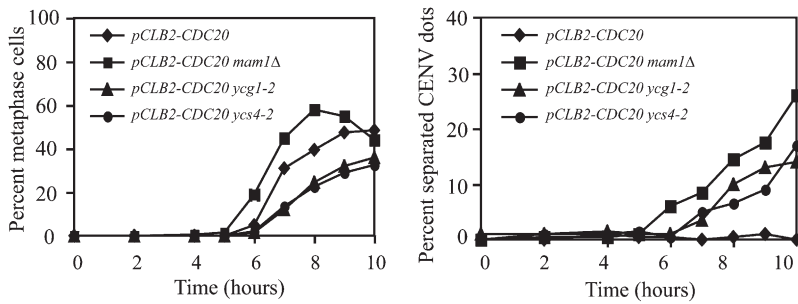 Percent metaphase cells
100
80
60
40
20
0
pCLB2-CDC20
pCLB2-CDC20 mam1Δ
pCLB2-CDC20 ycg1-2
pCLB2-CDC20 ycs4-2
0 2 4 6 8 10
Time (hours)
Percent separated CENV dots
40
30
20
10
0
pCLB2-CDC20
pCLB2-CDC20 mam1Δ
pCLB2-CDC20 ycg1-2
pCLB2-CDC20 ycs4-2
0 2 4 6 8 10
Time (hours)